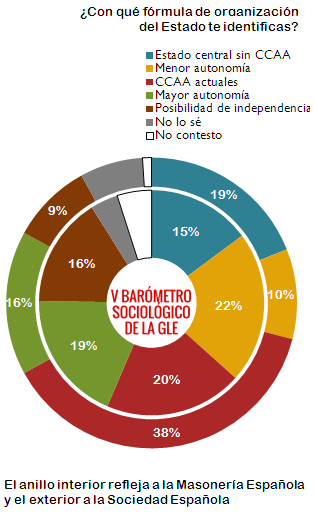 ¿Con qué fórmula de organización
del Estado te identificas?
Estado central sin CCAA
Menor autonomía
CCAA actuales
Mayor autonomía
Posibilidad de independencia
No lo sé
No contesto
19%
9%
15%
16%
10%
V BARÓMETRO
SOCIOLÓGICO
DE LA GLE
16%
22%
19%
20%
38%
El anillo interior refleja a la Masonería Española
y el exterior a la Sociedad Española